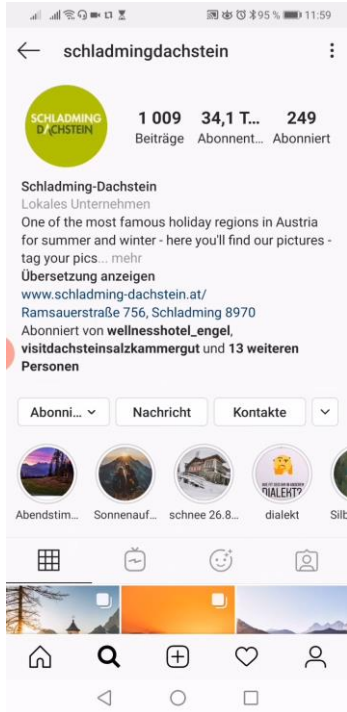 95 % 11:59
schladmingdachstein
SCHLADMING
DACHSTEIN
1 009 34,1 T... 249
Beiträge Abonnent... Abonniert
Schladming-Dachstein
Lokales Unternehmen
One of the most famous holiday regions in Austria
for summer and winter - here you'll find our pictures -
tag your pics... mehr
Übersetzung anzeigen
www.schladming-dachstein.at/
Ramsauerstraße 756, Schladming 8970
Abonniert von wellnesshotel_engel,
visitdachsteinsalzkammergut und 13 weiteren
Personen
Abonni... Nachricht Kontakte
DIALEKT?
Abendstim... Sonnenauf... schnee 26.8... dialekt Silb